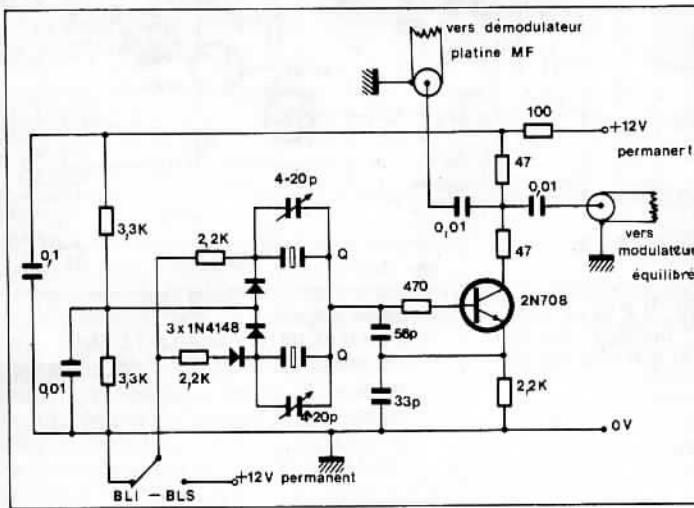 vers démodulateur
platine MF
100
+12V
permanent
47
4-20p
0,01
0,01
3,3K
2,2K
Q
vers
modulateur
équilibré
47
0,1
470
2N708
3x1N4148
56p
Q
0,01
3,3K
2,2K
33p
2,2K
4-20p
0V
+12V permanent
BLI - BLS